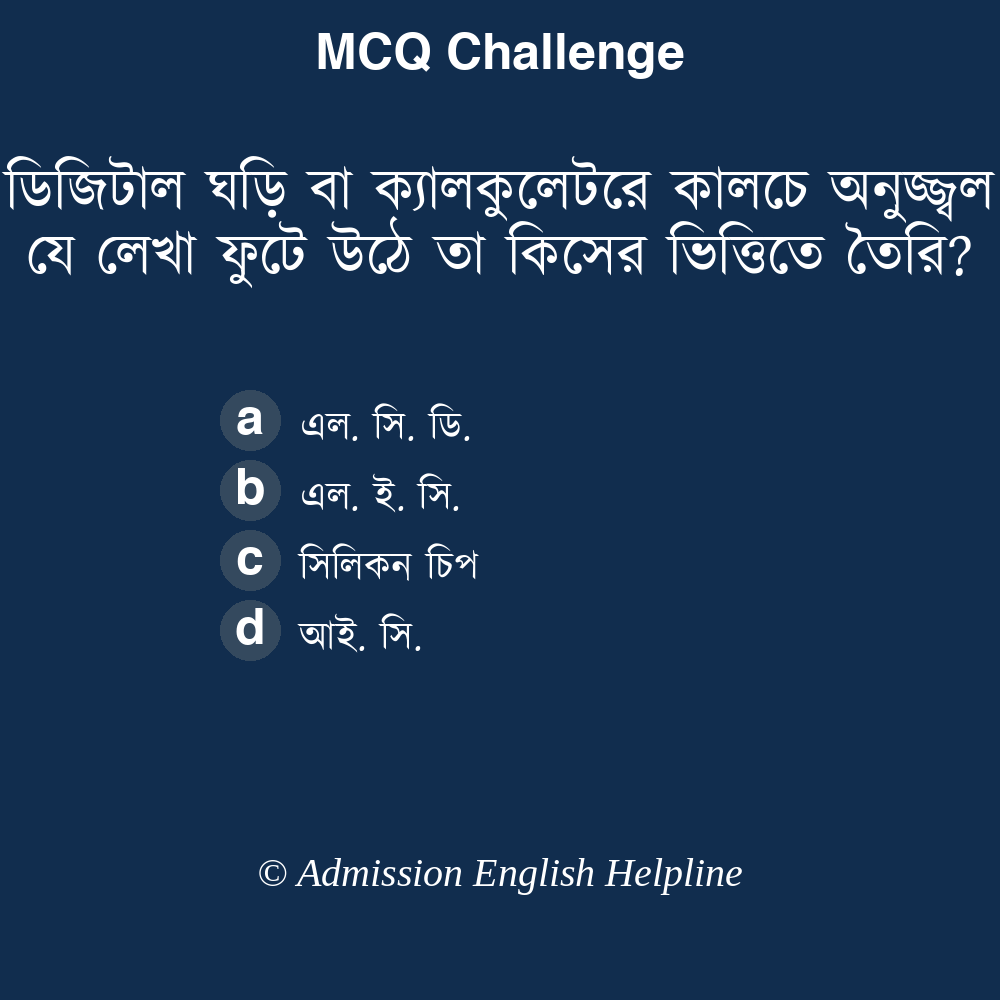 MCQ Challenge
ডিজিটাল ঘড়ি বা ক্যালকুলেটরে কালচে অনুজ্জ্বল
যে লেখা ফুটে উঠে তা কিসের ভিত্তিতে তৈরি?
a এল. সি. ডি.
b এল. ই. সি.
c সিলিকন চিপ
d আই. সি.
© Admission English Helpline